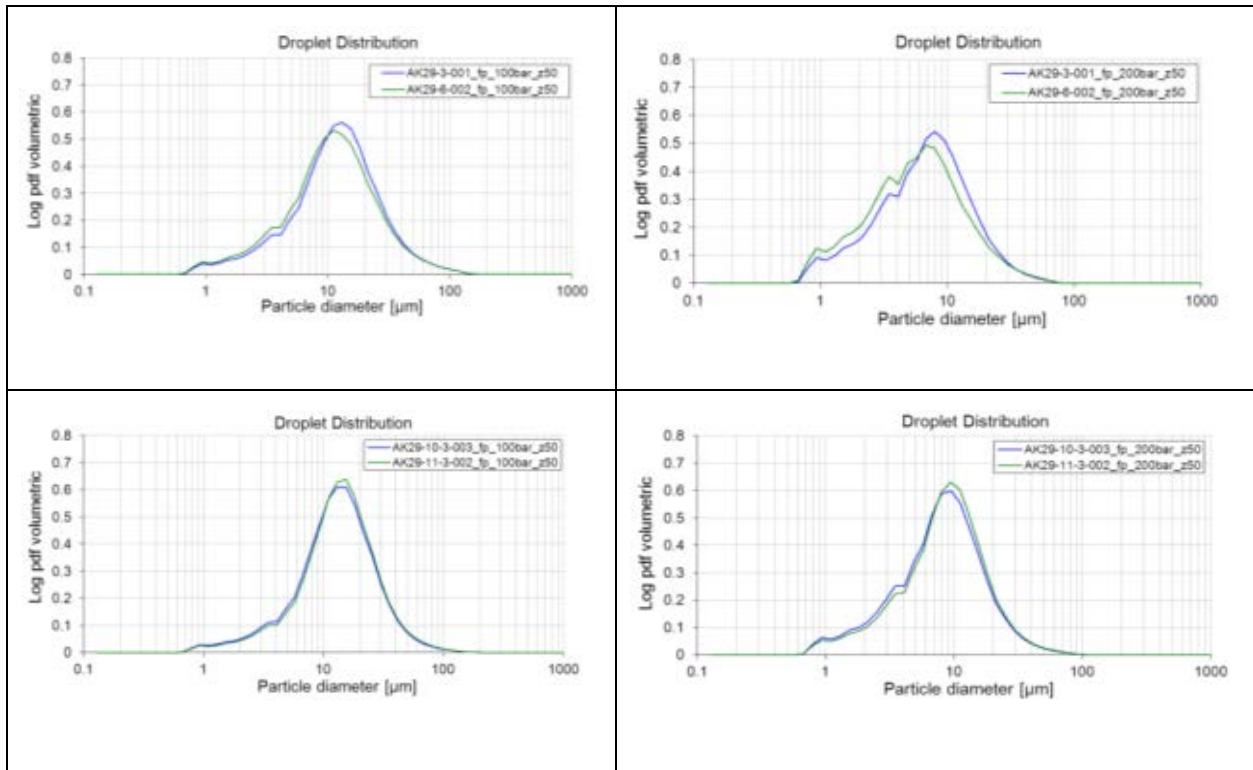 Droplet Distribution
AK29-3-001_fp_100bar_z50
AK29-6-002_fp_100bar_z50
Log pdf volumetric
0.8
0.7
0.6
0.5
0.4
0.3
0.2
0.1
0
0.1 1 10 100 1000
Particle diameter [µm]
Droplet Distribution
AK29-3-001_fp_200bar_z50
AK29-6-002_fp_200bar_z50
Log pdf volumetric
0.8
0.7
0.6
0.5
0.4
0.3
0.2
0.1
0
0.1 1 10 100 1000
Particle diameter [µm]
Droplet Distribution
AK29-10-3-003_fp_100bar_z50
AK29-11-3-002_fp_100bar_z50
Log pdf volumetric
0.8
0.7
0.6
0.5
0.4
0.3
0.2
0.1
0
0.1 1 10 100 1000
Particle diameter [µm]
Droplet Distribution
AK29-10-3-003_fp_200bar_z50
AK29-11-3-002_fp_200bar_z50
Log pdf volumetric
0.8
0.7
0.6
0.5
0.4
0.3
0.2
0.1
0
0.1 1 10 100 1000
Particle diameter [µm]